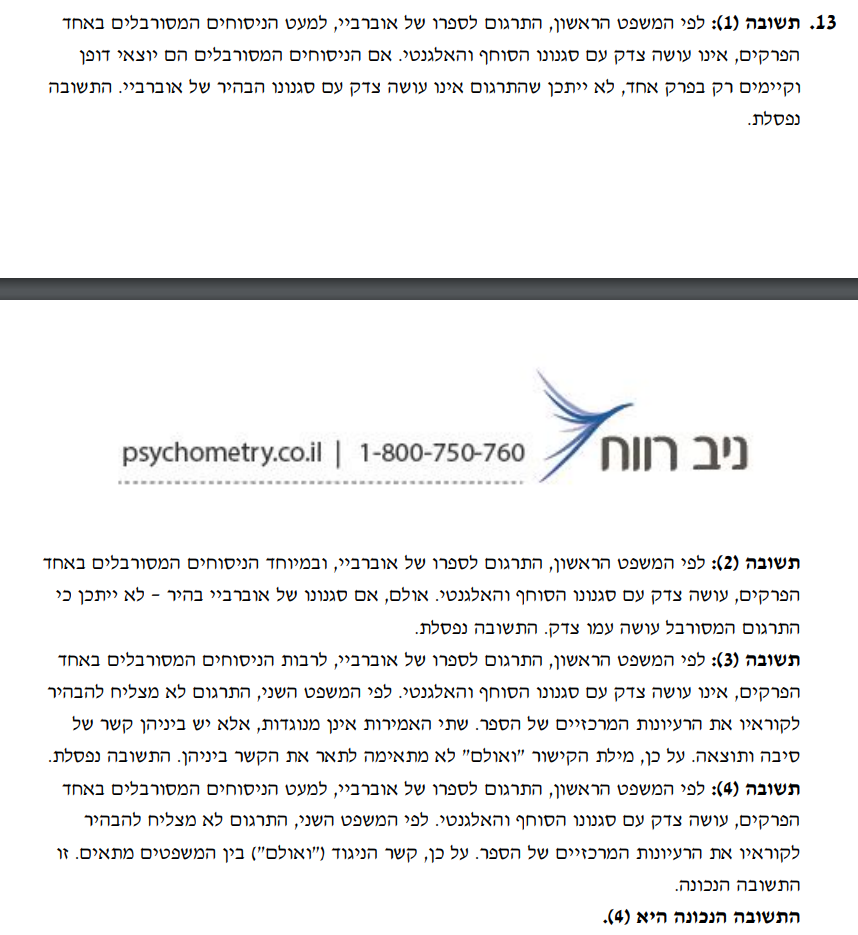 13. תשובה (1): לפי המשפט הראשון, התרגום לספרו של אוברביי, למעט הניסוחים המסורבלים באחד
הפרקים, אינו עושה צדק עם סגנונו הסוחף והאלגנטי. אם הניסוחים המסורבלים הם יוצאי דופן
וקיימים רק בפרק אחד, לא ייתכן שהתרגום אינו עושה צדק עם סגנונו הבהיר של אוברביי. התשובה
נפסלת.
ניב רווח
psychometry.co.il | 1-800-750-760
תשובה (2): לפי המשפט הראשון, התרגום לספרו של אוברביי, ובמיוחד הניסוחים המסורבלים באחד
הפרקים, עושה צדק עם סגנונו הסוחף והאלגנטי. אולם, אם סגנונו של אוברביי בהיר – לא ייתכן כי
התרגום המסורבל עושה עמו צדק. התשובה נפסלת.
תשובה (3): לפי המשפט הראשון, התרגום לספרו של אוברביי, לרבות הניסוחים המסורבלים באחד
הפרקים, אינו עושה צדק עם סגנונו הסוחף והאלגנטי. לפי המשפט השני, התרגום לא מצליח להבהיר
לקוראיו את הרעיונות המרכזיים של הספר. שתי האמירות אינן מנוגדות, אלא יש ביניהן קשר של
סיבה ותוצאה. על כן, מילת הקישור "ואולם" לא מתאימה לתאר את הקשר ביניהן. התשובה נפסלת.
תשובה (4): לפי המשפט הראשון, התרגום לספרו של אוברביי, למעט הניסוחים המסורבלים באחד
הפרקים, עושה צדק עם סגנונו הסוחף והאלגנטי. לפי המשפט השני, התרגום לא מצליח להבהיר
לקוראיו את הרעיונות המרכזיים של הספר. על כן, קשר הניגוד ("ואולם") בין המשפטים מתאים. זו
התשובה הנכונה.
התשובה הנכונה היא (4).